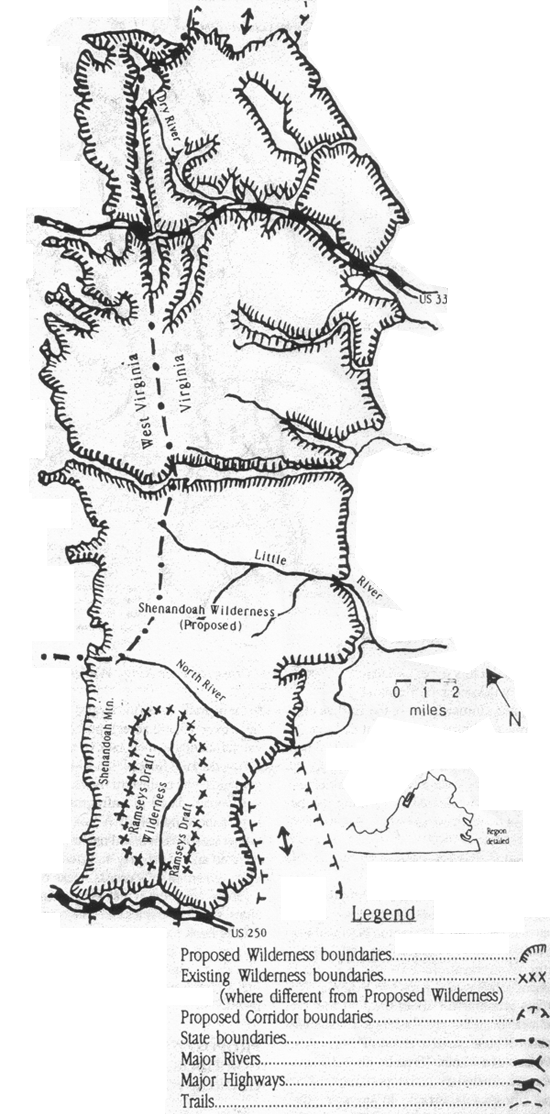 Dry River
US 33
West Virginia
Virginia
Little
River
Shenandoah Wilderness
(Proposed)
North River
0 1 2
miles
N
Shenandoah Mtn.
Ramseys Draft
Wilderness
Ramseys Draft
Region
detailed
US 250
Legend
Proposed Wilderness boundaries
Existing Wilderness boundaries xxx
(where different from Proposed Wilderness)
Proposed Corridor boundaries
State boundaries
Major Rivers
Major Highways
Trails